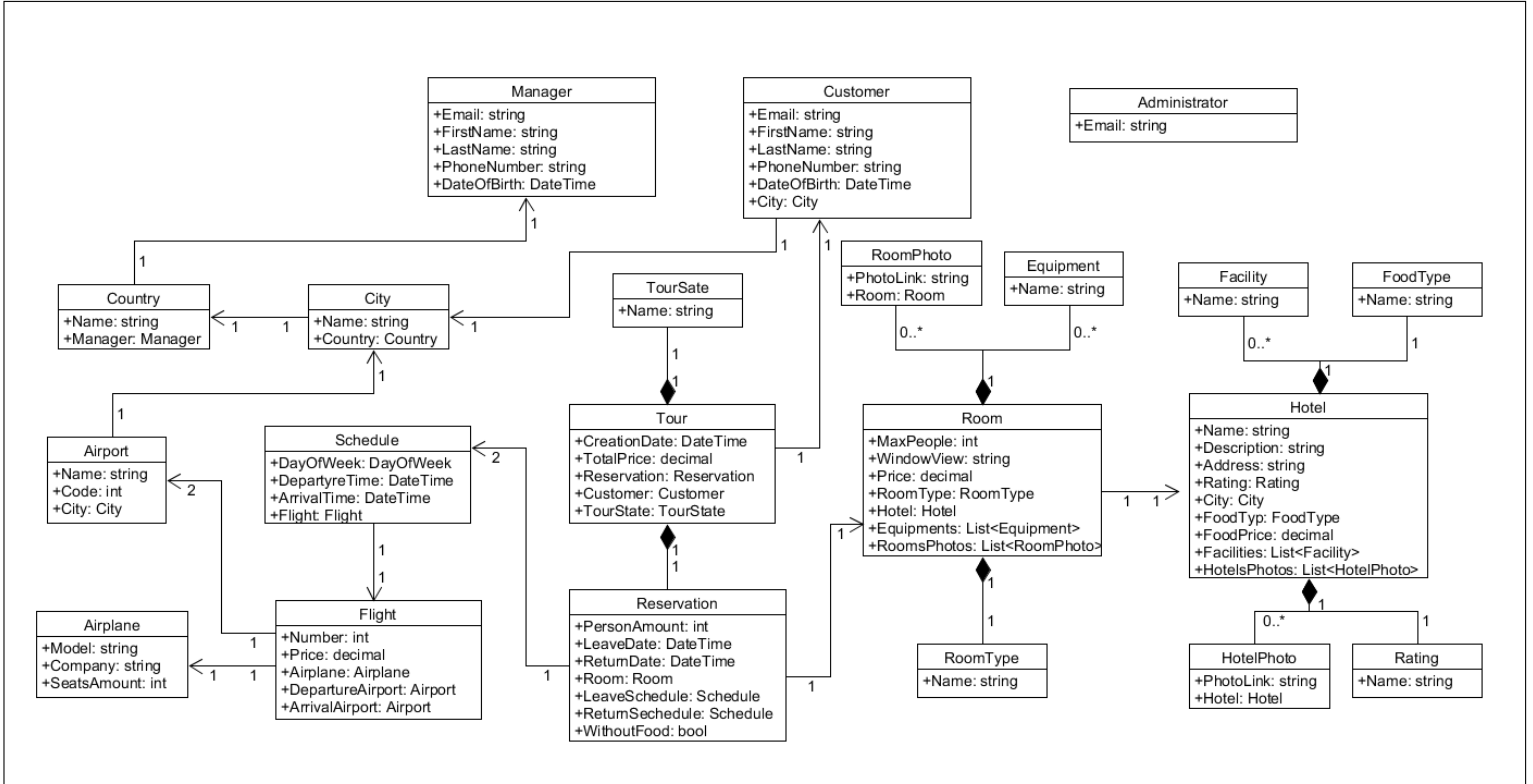 Manager
+Email: string
+FirstName: string
+LastName: string
+PhoneNumber: string
+DateOfBirth: DateTime
Customer
+Email: string
+FirstName: string
+LastName: string
+PhoneNumber: string
+DateOfBirth: DateTime
+City: City
Administrator
+Email: string
1
1
1
1
Country
+Name: string
+Manager: Manager
1
1
City
+Name: string
+Country: Country
1
TourSate
+Name: string
1
1
RoomPhoto
+PhotoLink: string
+Room: Room
0..*
Equipment
+Name: string
0..*
1
Facility
+Name: string
0..*
FoodType
+Name: string
1
1
1
1
Airport
+Name: string
+Code: int
+City: City
2
Schedule
+DayOfWeek: DayOfWeek
+DepartyreTime: DateTime
+ArrivalTime: DateTime
+Flight: Flight
2
1
1
Tour
+CreationDate: DateTime
+TotalPrice: decimal
+Reservation: Reservation
+Customer: Customer
+TourState: TourState
1
1
1
Room
+MaxPeople: int
+WindowView: string
+Price: decimal
+RoomType: RoomType
+Hotel: Hotel
+Equipments: List<Equipment>
+RoomsPhotos: List<RoomPhoto>
1
1
1
1
1
Hotel
+Name: string
+Description: string
+Address: string
+Rating: Rating
+City: City
+FoodTyp: FoodType
+FoodPrice: decimal
+Facilities: List<Facility>
+HotelsPhotos: List<HotelPhoto>
1
0..*
1
Airplane
+Model: string
+Company: string
+SeatsAmount: int
1
1
1
Flight
+Number: int
+Price: decimal
+Airplane: Airplane
+DepartureAirport: Airport
+ArrivalAirport: Airport
1
Reservation
+PersonAmount: int
+LeaveDate: DateTime
+ReturnDate: DateTime
+Room: Room
+LeaveSchedule: Schedule
+ReturnSechedule: Schedule
+WithoutFood: bool
1
RoomType
+Name: string
HotelPhoto
+PhotoLink: string
+Hotel: Hotel
Rating
+Name: string